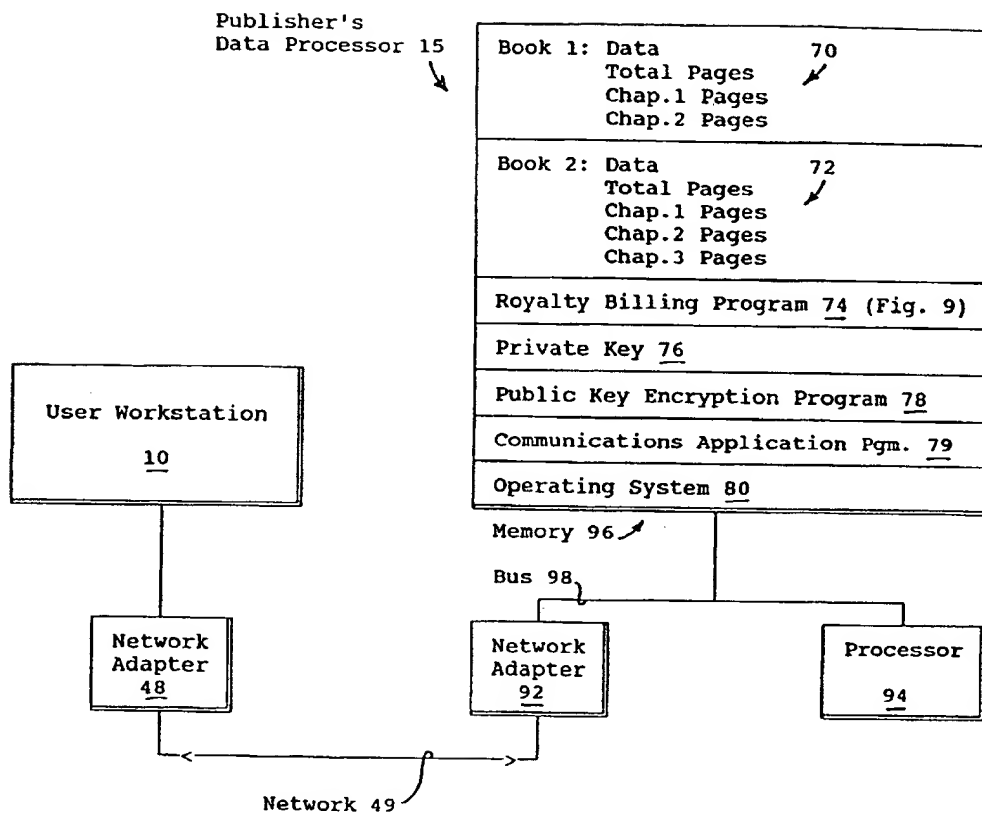 Publisher's
Data Processor 15
Book 1: Data 70
Total Pages
Chap.1 Pages
Chap.2 Pages
Book 2: Data 72
Total Pages
Chap.1 Pages
Chap.2 Pages
Chap.3 Pages
Royalty Billing Program 74 (Fig. 9)
Private Key 76
Public Key Encryption Program 78
Communications Application Pgm. 79
Operating System 80
User Workstation
10
Memory 96
Bus 98
Network
Adapter
48
Network
Adapter
92
Processor
94
Network 49